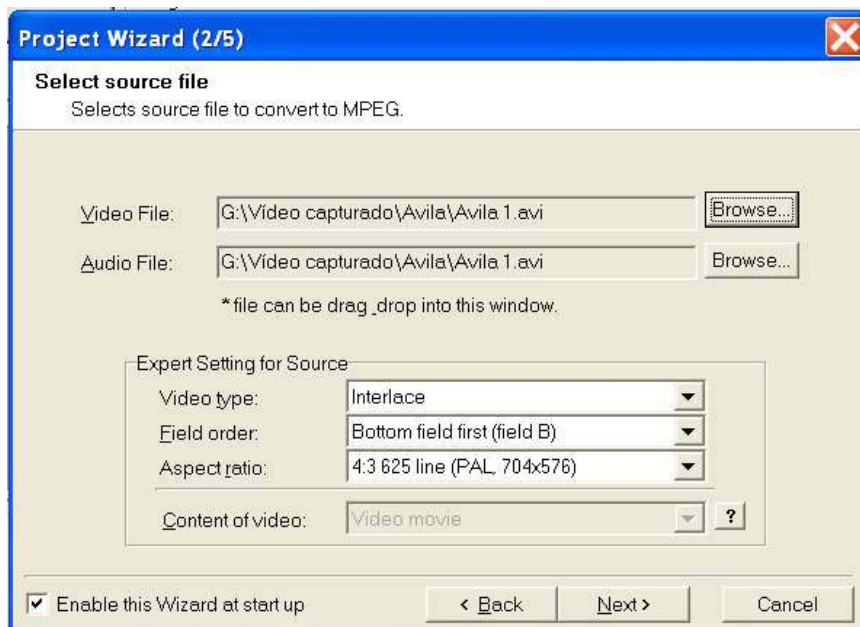 Project Wizard (2/5)
Select source file
Selects source file to convert to MPEG.
Video File: G:\Vídeo capturado\Avila\Avila 1.avi Browse...
Audio File: G:\Vídeo capturado\Avila\Avila 1.avi Browse...
* file can be drag_drop into this window.
Expert Setting for Source
Video type: Interlace
Field order: Bottom field first (field B)
Aspect ratio: 4:3 625 line (PAL, 704x576)
Content of video: Video movie ?
Enable this Wizard at start up < Back Next > Cancel